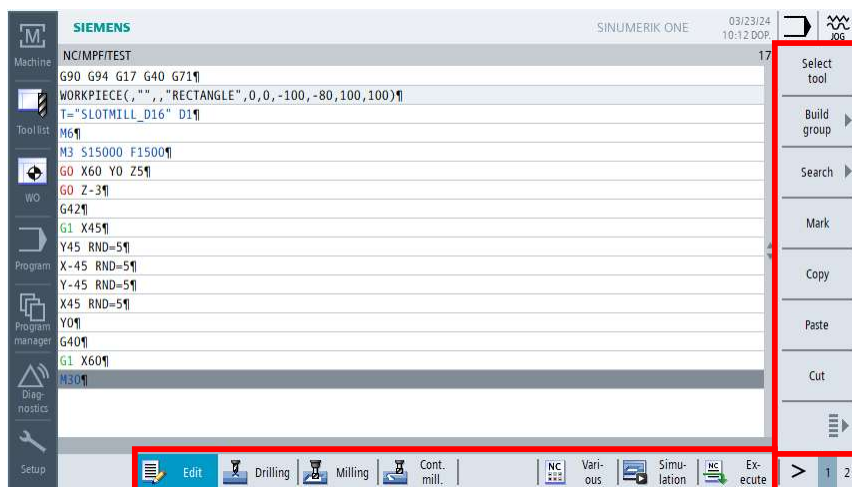 SIEMENS
SINUMERIK ONE
03/23/24
10:12 DOP.
JOG
M
Machine
Tool list
WO
Program
Program
manager
Diag-
nostics
Setup
NC/MPF/TEST
17
G90 G94 G17 G40 G71¶
WORKPIECE(,"",,"RECTANGLE",0,0,-100,-80,100,100)¶
T="SLOTMILL_D16" D1¶
M6¶
M3 S15000 F1500¶
G0 X60 Y0 Z5¶
G0 Z-3¶
G42¶
G1 X45¶
Y45 RND=5¶
X-45 RND=5¶
Y-45 RND=5¶
X45 RND=5¶
Y0¶
G40¶
G1 X60¶
M30¶
Select
tool
Build
group
Search
Mark
Copy
Paste
Cut
Edit
Drilling
Milling
Cont.
mill.
NC
Vari-
ous
Simu-
lation
NC
Ex-
ecute
>
1 2